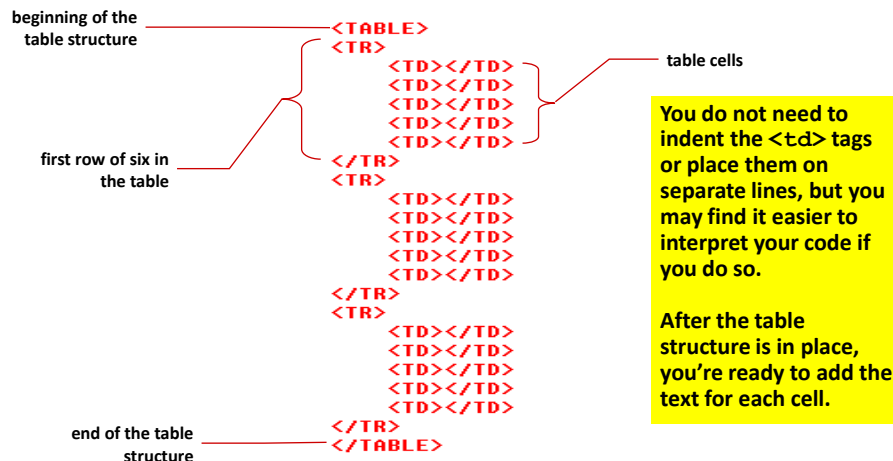 beginning of the
table structure
<TABLE>
<TR>
<TD></TD>
<TD></TD>
<TD></TD>
<TD></TD>
<TD></TD>
table cells
first row of six in
the table
</TR>
<TR>
<TD></TD>
<TD></TD>
<TD></TD>
<TD></TD>
<TD></TD>
</TR>
<TR>
<TD></TD>
<TD></TD>
<TD></TD>
<TD></TD>
<TD></TD>
</TR>
</TABLE>
end of the table
structure
You do not need to
indent the <td> tags
or place them on
separate lines, but you
may find it easier to
interpret your code if
you do so.
After the table
structure is in place,
you’re ready to add the
text for each cell.